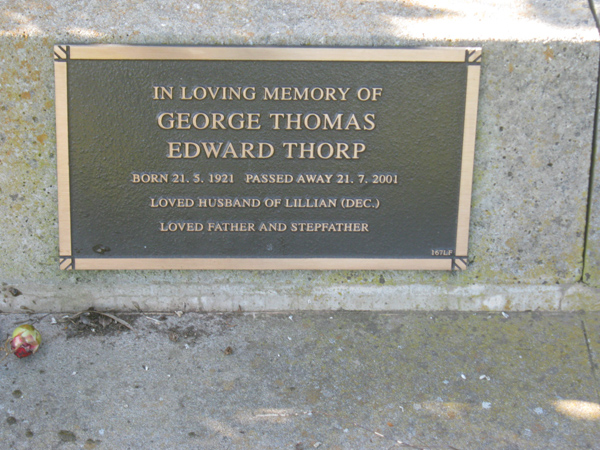 IN LOVING MEMORY OF
GEORGE THOMAS
EDWARD THORP
BORN 21. 5. 1921 PASSED AWAY 21. 7. 2001
LOVED HUSBAND OF LILLIAN (DEC.)
LOVED FATHER AND STEPFATHER